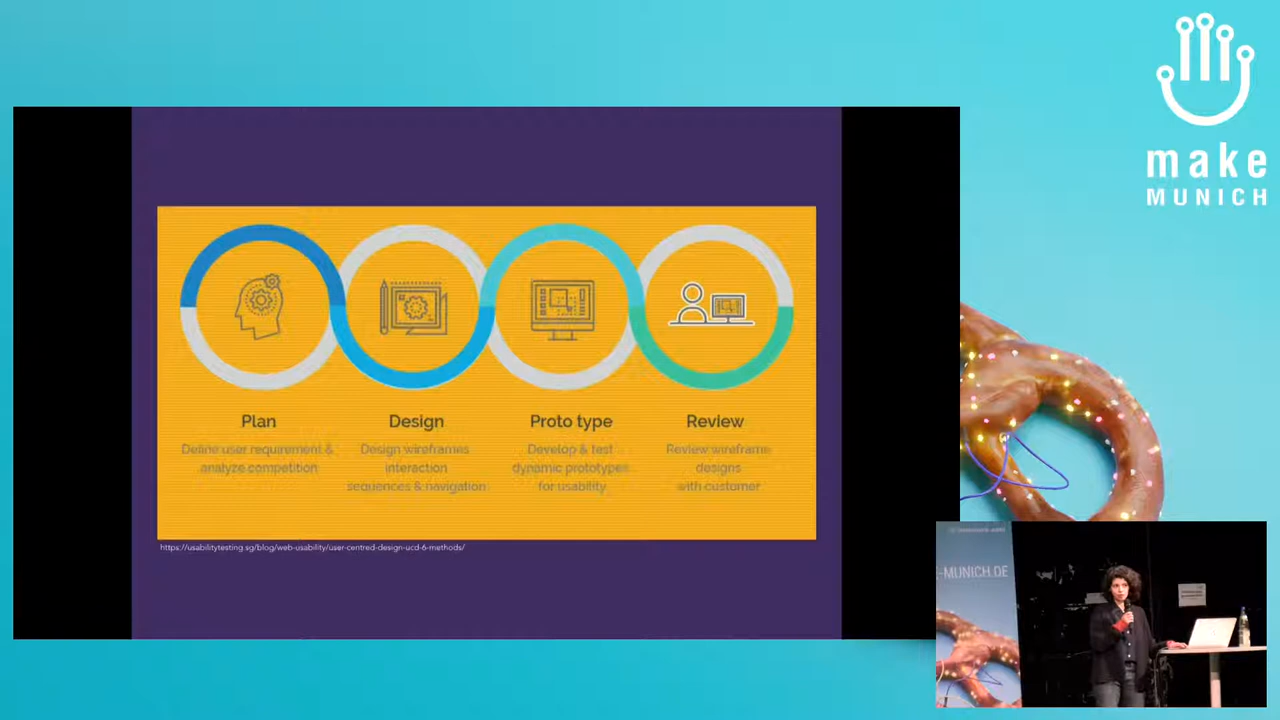 make
MUNICH
Plan
Design
Proto type
Review
Define user requirement &
analyze competition
Design wireframes
interaction
sequences & navigation
Develop & test
dynamic prototypes
for usability
Review wireframe
designs
with customer
https://usabilitytesting.sg/blog/web-usability/user-centred-design-ucd-6-methods/
E-MUNICH.DE